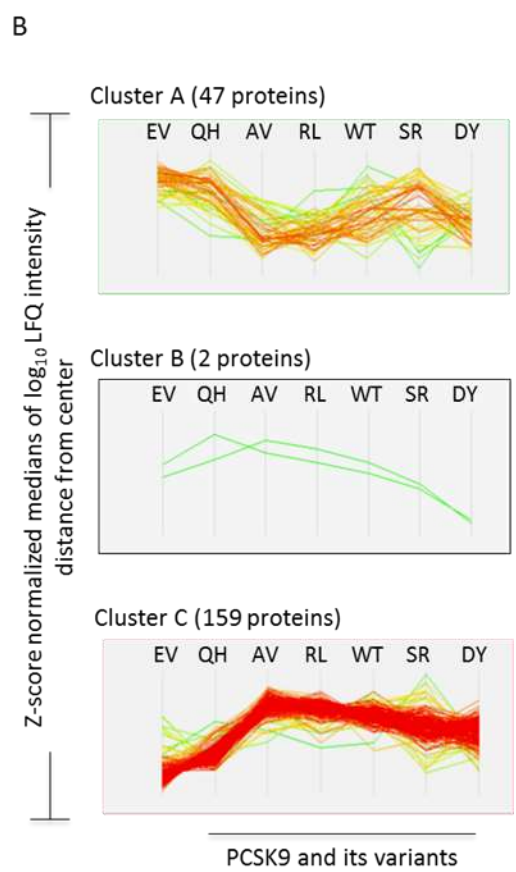 B
Cluster A (47 proteins)
EV QH AV RL WT SR DY
Z-score normalized medians of log₁₀ LFQ intensity
distance from center
Cluster B (2 proteins)
EV QH AV RL WT SR DY
Cluster C (159 proteins)
EV QH AV RL WT SR DY
PCSK9 and its variants